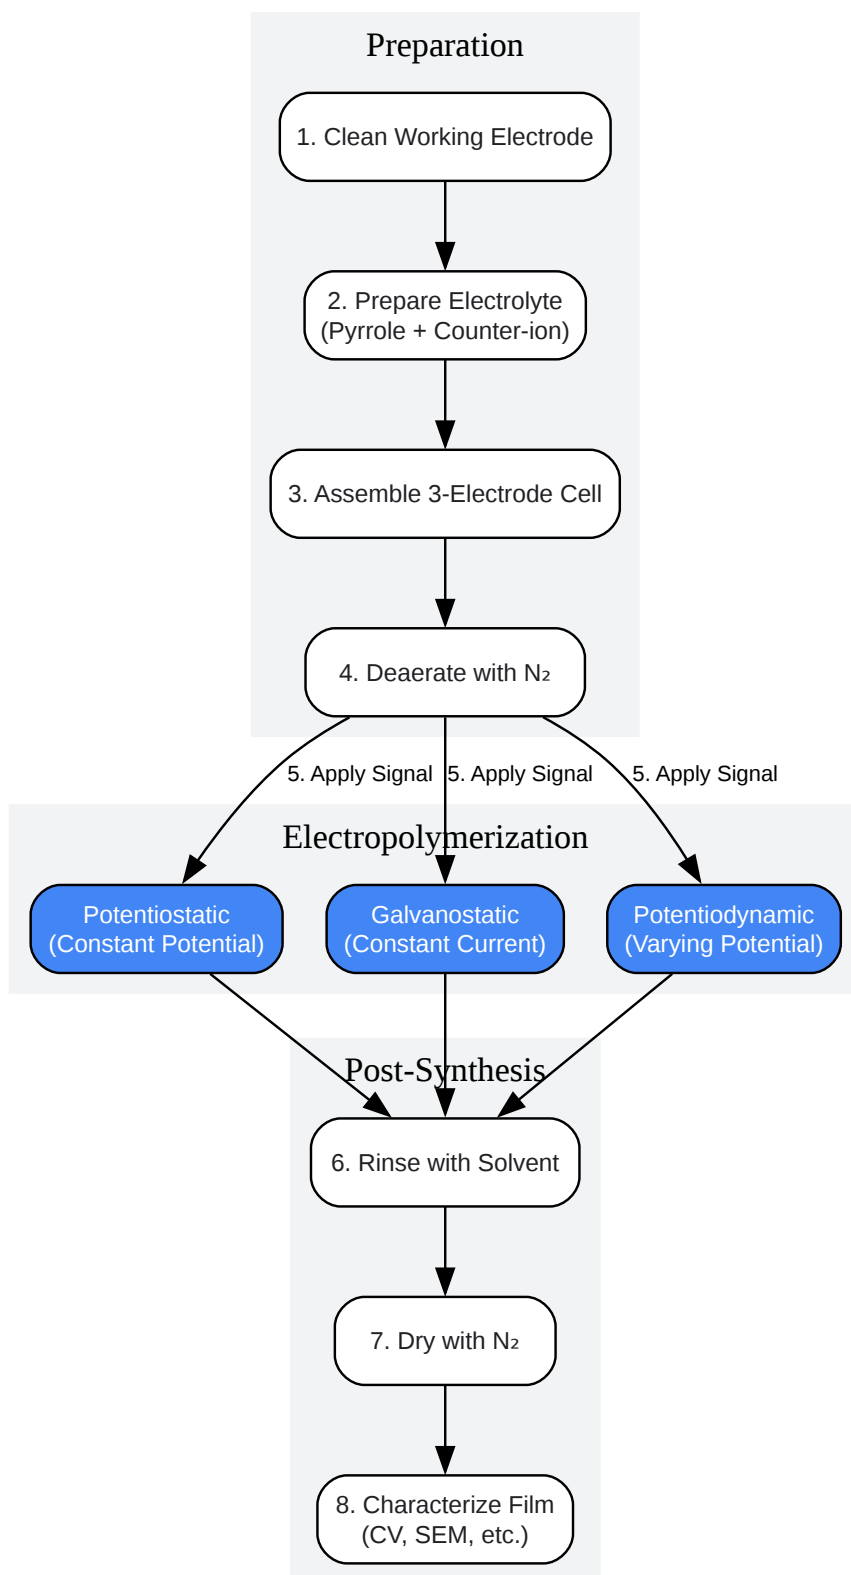 Preparation
1. Clean Working Electrode
2. Prepare Electrolyte
(Pyrrole + Counter-ion)
3. Assemble 3-Electrode Cell
4. Deaerate with N₂
5. Apply Signal
5. Apply Signal
5. Apply Signal
Electropolymerization
Potentiostatic
(Constant Potential)
Galvanostatic
(Constant Current)
Potentiodynamic
(Varying Potential)
Post-Synthesis
6. Rinse with Solvent
7. Dry with N₂
8. Characterize Film
(CV, SEM, etc.)